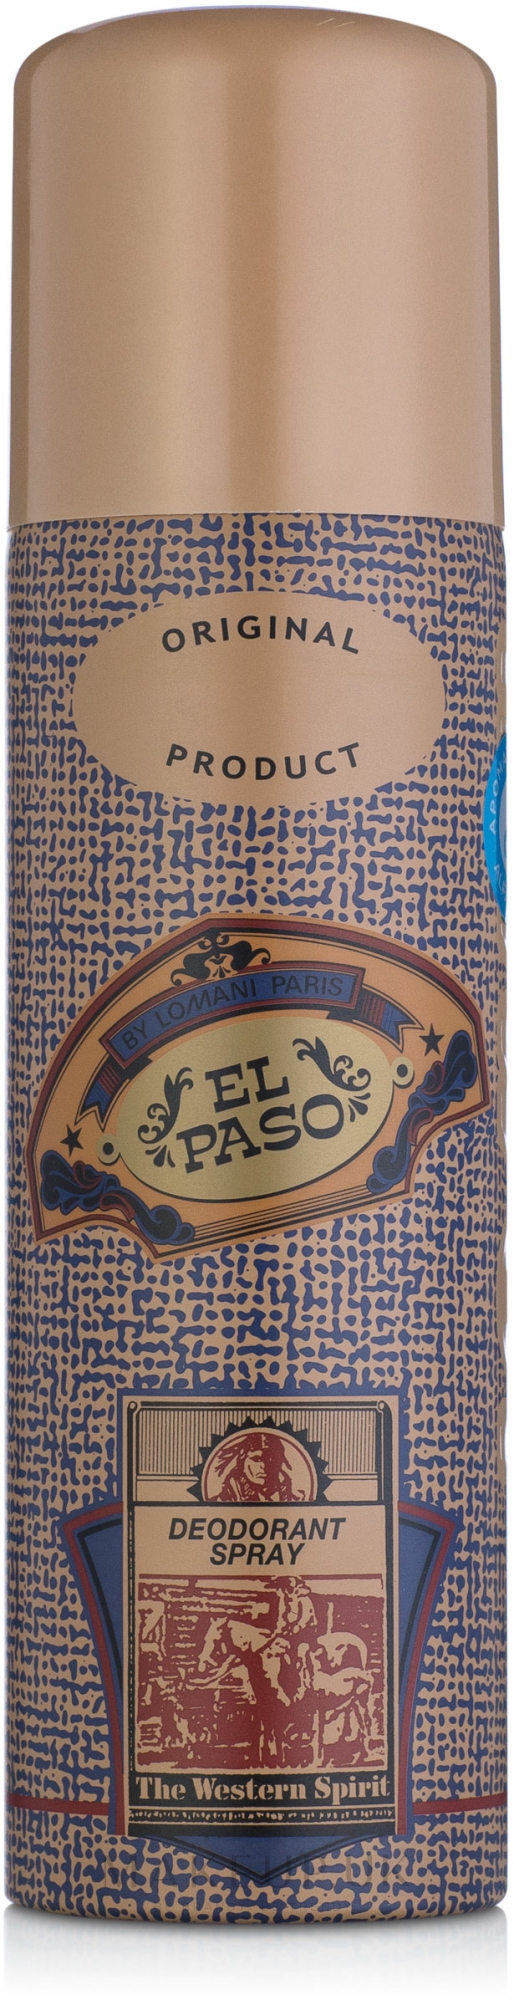 ORIGINAL
PRODUCT
BY LOMANI PARIS
EL
PASO
DEODORANT
SPRAY
The Western Spirit